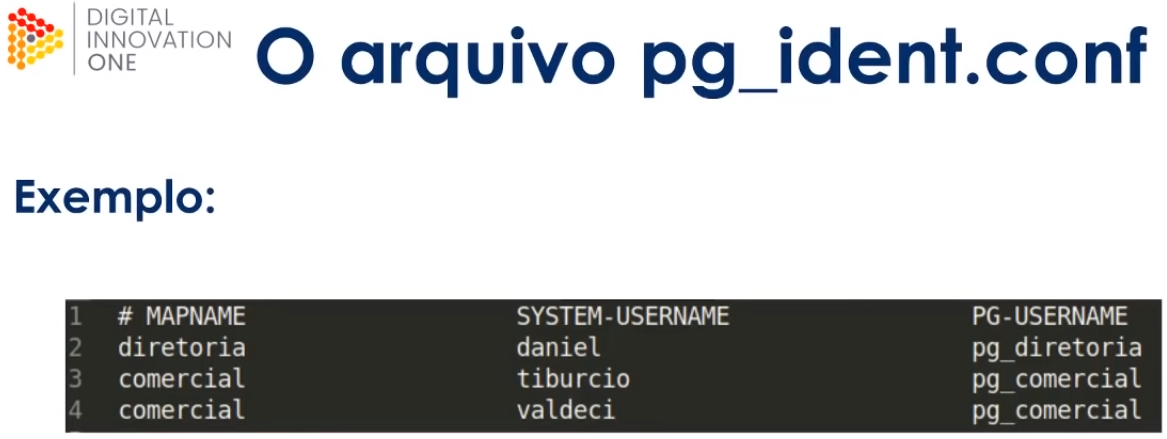 DIGITAL
INNOVATION
ONE
O arquivo pg_ident.conf
Exemplo:
1 # MAPNAME SYSTEM-USERNAME PG-USERNAME
2 diretoria daniel pg_diretoria
3 comercial tiburcio pg_comercial
4 comercial valdeci pg_comercial